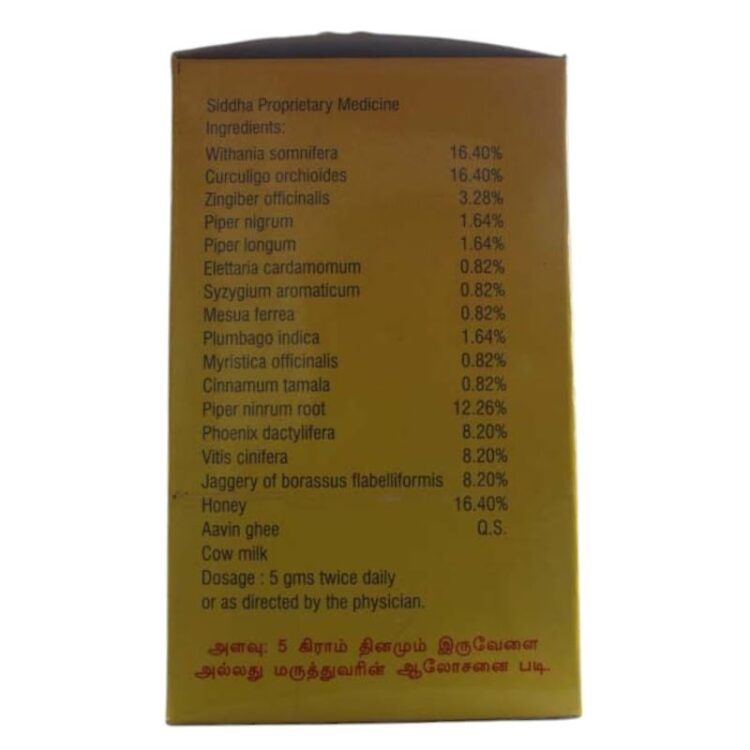 Siddha Proprietary Medicine
Ingredients:
Withania somnifera 16.40%
Curculigo orchioides 16.40%
Zingiber officinalis 3.28%
Piper nigrum 1.64%
Piper longum 1.64%
Elettaria cardamomum 0.82%
Syzygium aromaticum 0.82%
Mesua ferrea 0.82%
Plumbago indica 1.64%
Myristica officinalis 0.82%
Cinnamum tamala 0.82%
Piper ninrum root 12.26%
Phoenix dactylifera 8.20%
Vitis cinifera 8.20%
Jaggery of borassus flabelliformis 8.20%
Honey 16.40%
Aavin ghee Q.S.
Cow milk
Dosage : 5 gms twice daily
or as directed by the physician.
அளவு: 5 கிராம் தினமும் இருவேளை
அல்லது மருத்துவரின் ஆலோசனை படி.